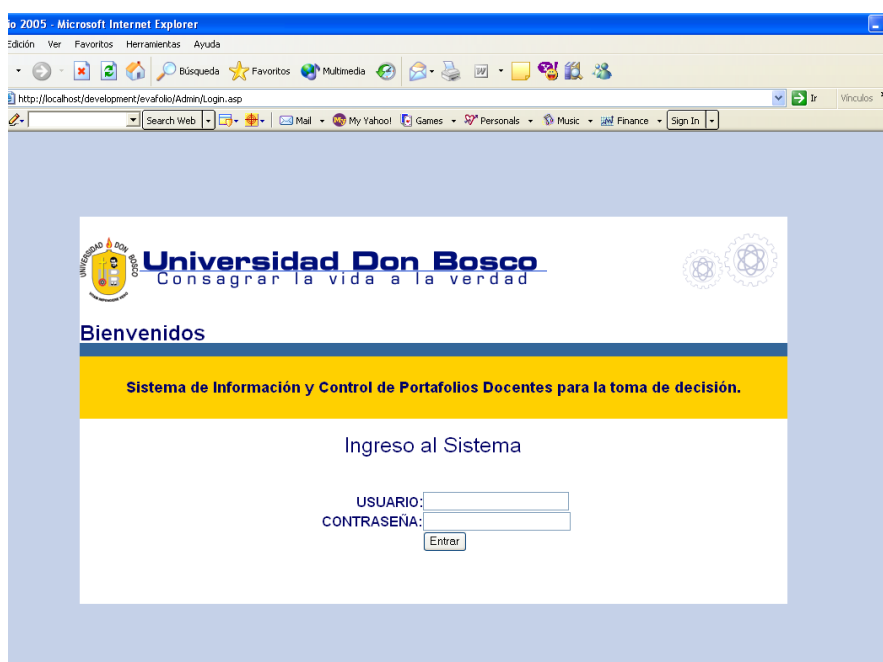 io 2005 - Microsoft Internet Explorer
Edición Ver Favoritos Herramientas Ayuda
Búsqueda Favoritos Multimedia
http://localhost/development/evafolio/Admin/Login.asp Ir Vínculos »
Search Web Mail My Yahoo! Games Personals Music Finance Sign In
UNIVERSIDAD DON BOSCO
Universidad Don Bosco
Consagrar la vida a la verdad
Bienvenidos
Sistema de Información y Control de Portafolios Docentes para la toma de decisión.
Ingreso al Sistema
USUARIO:
CONTRASEÑA:
Entrar